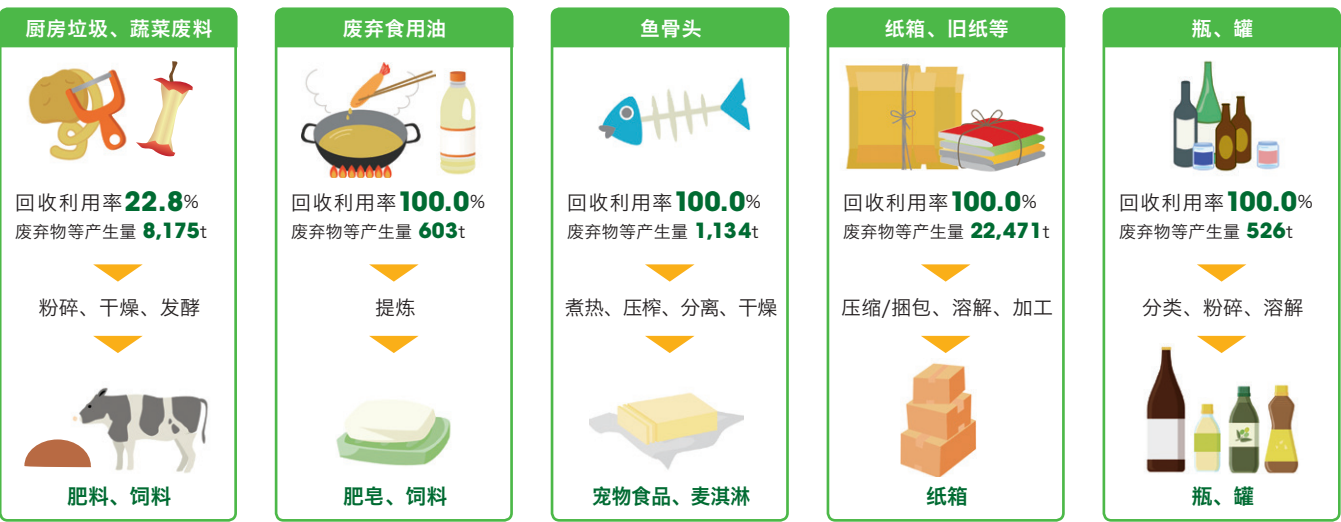 厨房垃圾、蔬菜废料
回收利用率22.8%
废弃物等产生量 8,175t
粉碎、干燥、发酵
肥料、饲料
废弃食用油
回收利用率100.0%
废弃物等产生量 603t
提炼
肥皂、饲料
鱼骨头
回收利用率100.0%
废弃物等产生量 1,134t
煮热、压榨、分离、干燥
宠物食品、麦淇淋
纸箱、旧纸等
回收利用率100.0%
废弃物等产生量 22,471t
压缩/捆包、溶解、加工
纸箱
瓶、罐
回收利用率100.0%
废弃物等产生量 526t
分类、粉碎、溶解
瓶、罐